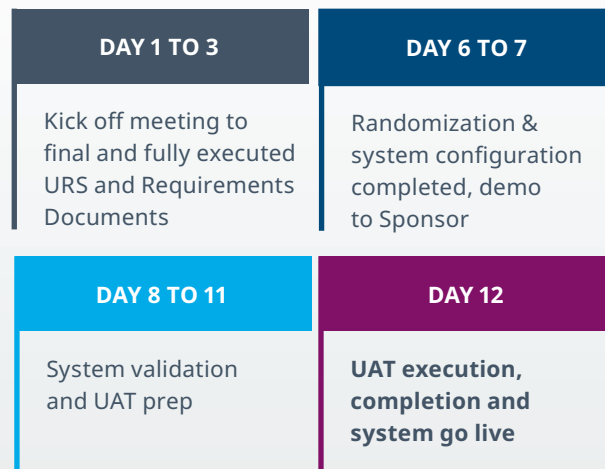 DAY 1 TO 3
Kick off meeting to
final and fully executed
URS and Requirements
Documents
DAY 6 TO 7
Randomization &
system configuration
completed, demo
to Sponsor
DAY 8 TO 11
System validation
and UAT prep
DAY 12
UAT execution,
completion and
system go live